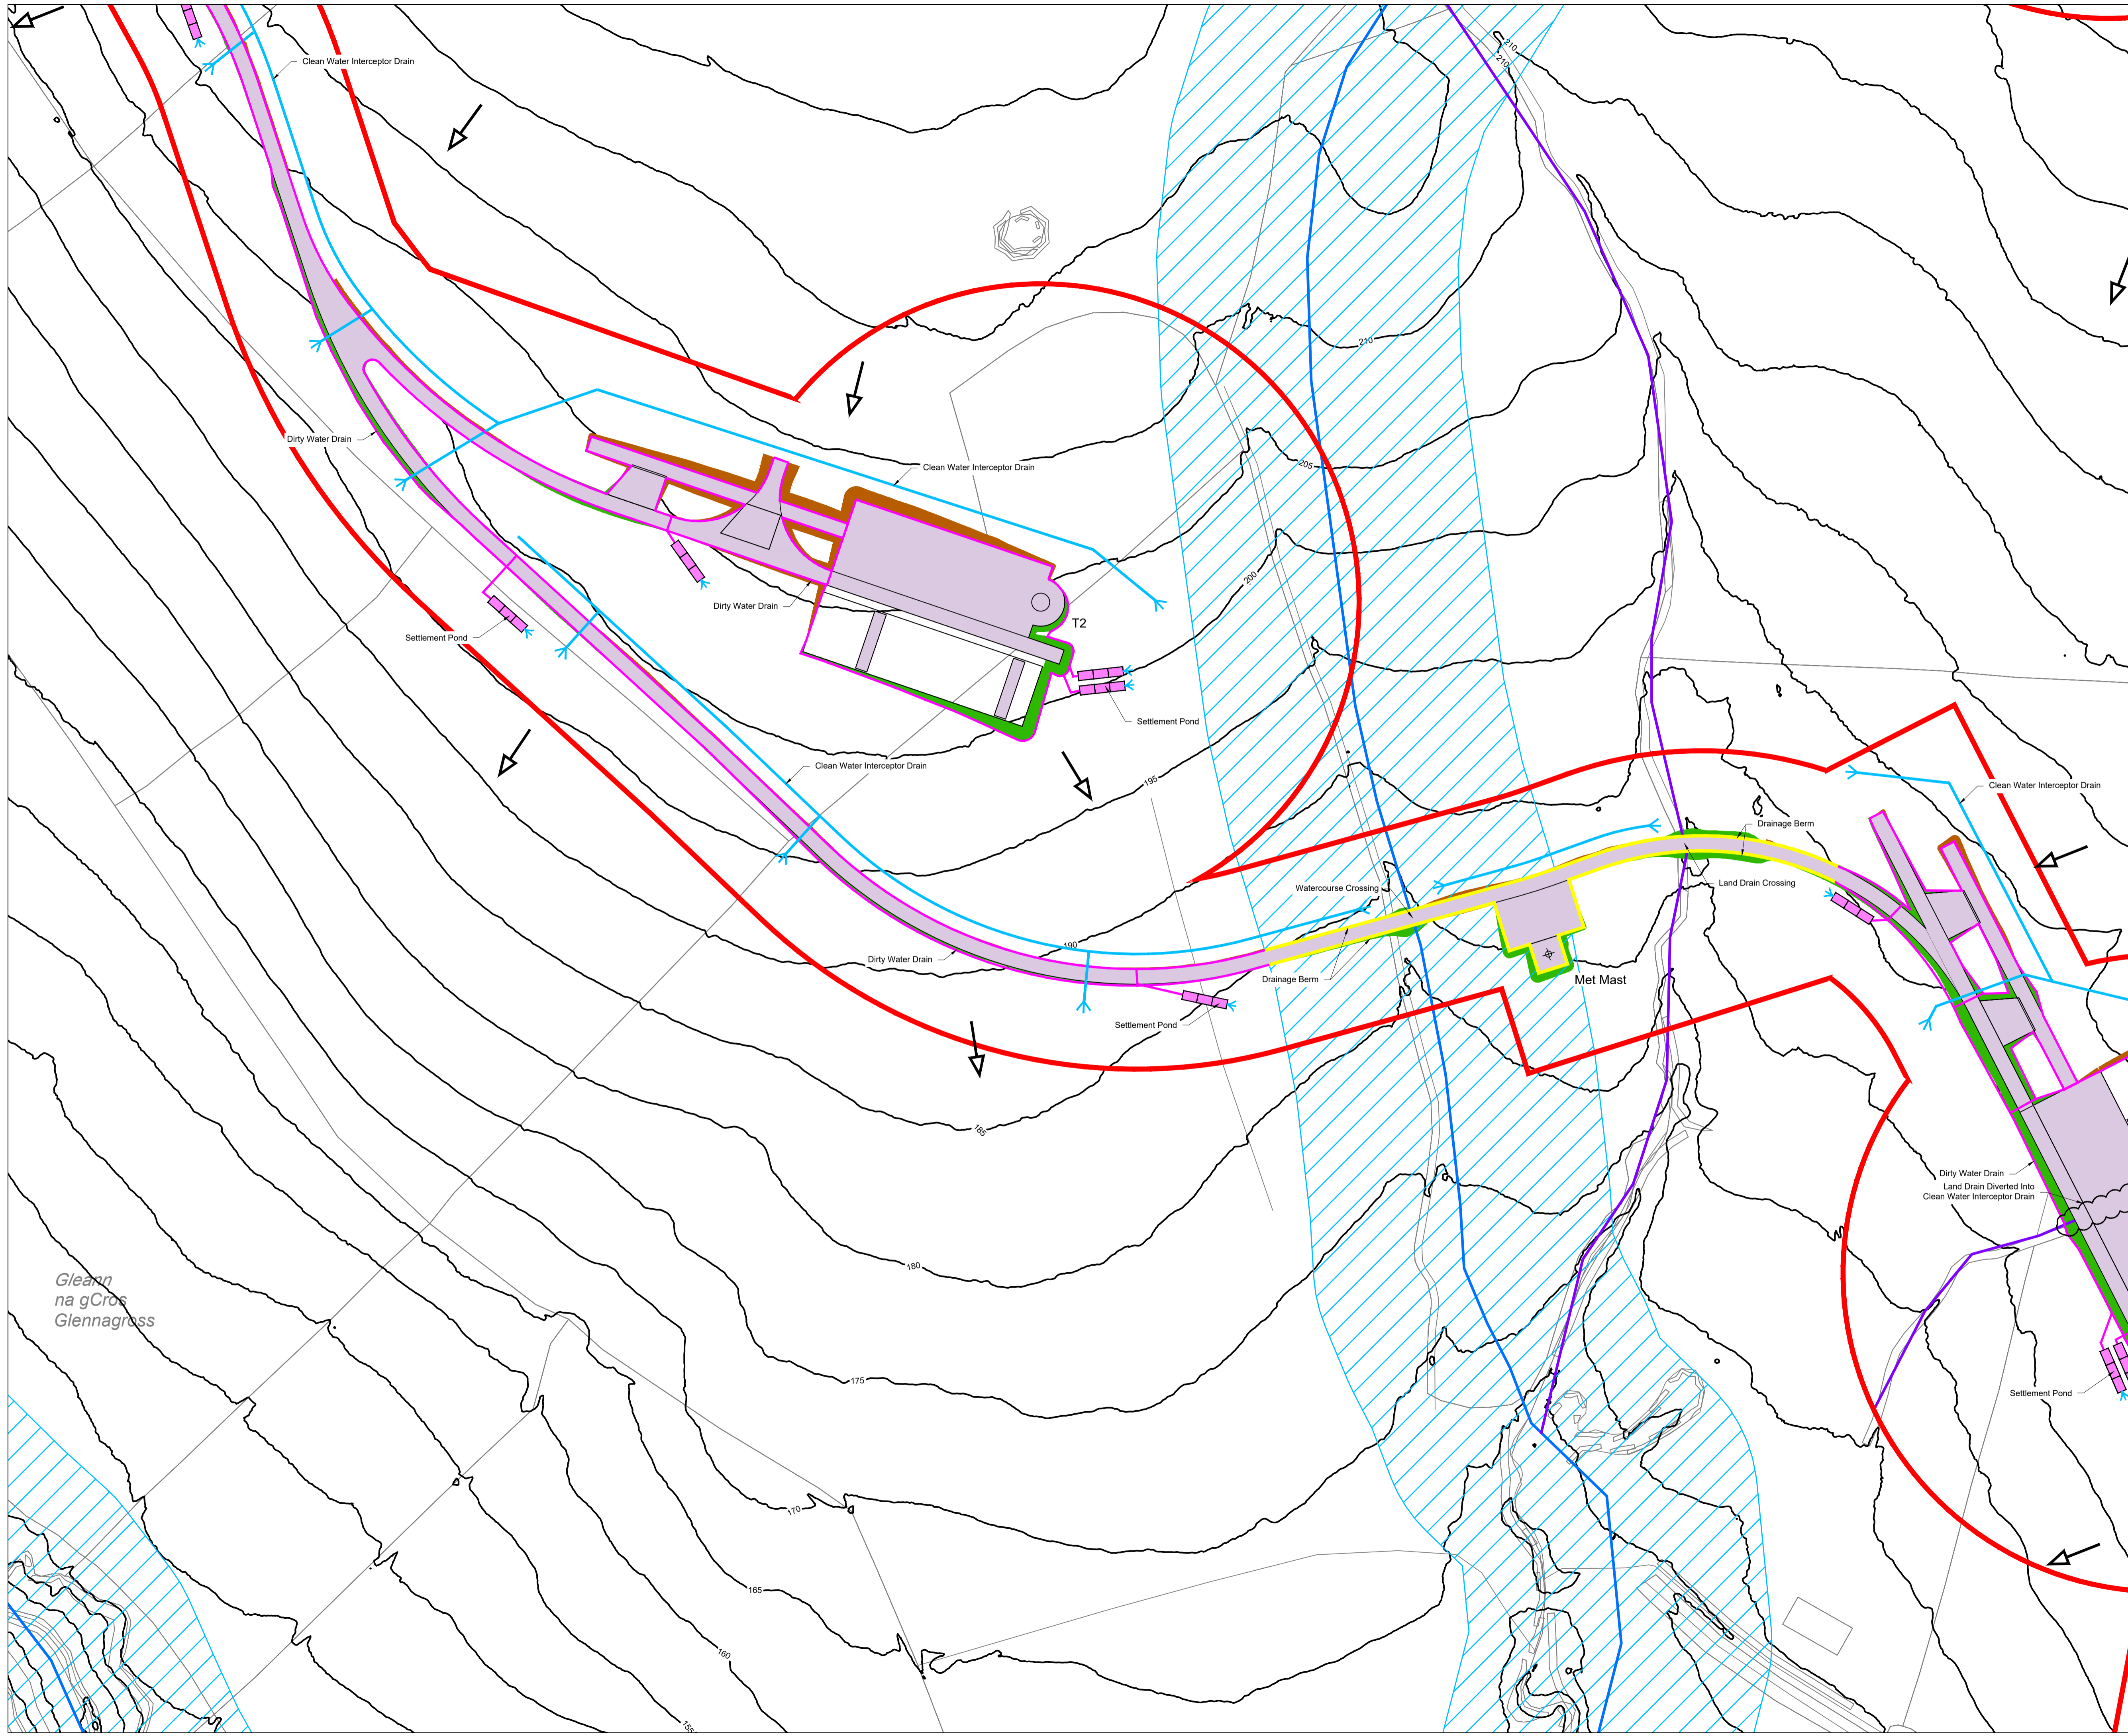 210
210
Clean Water Interceptor Drain
210
Dirty Water Drain
Clean Water Interceptor Drain
205
200
Dirty Water Drain
T2
Settlement Pond
Settlement Pond
Clean Water Interceptor Drain
195
Clean Water Interceptor Drain
Drainage Berm
Land Drain Crossing
Watercourse Crossing
190
Dirty Water Drain
Drainage Berm
Met Mast
Settlement Pond
185
Dirty Water Drain
Land Drain Diverted Into
Clean Water Interceptor Drain
180
Gleann
na gCros
Glennagross
175
Settlement Pond
170
165
160
155